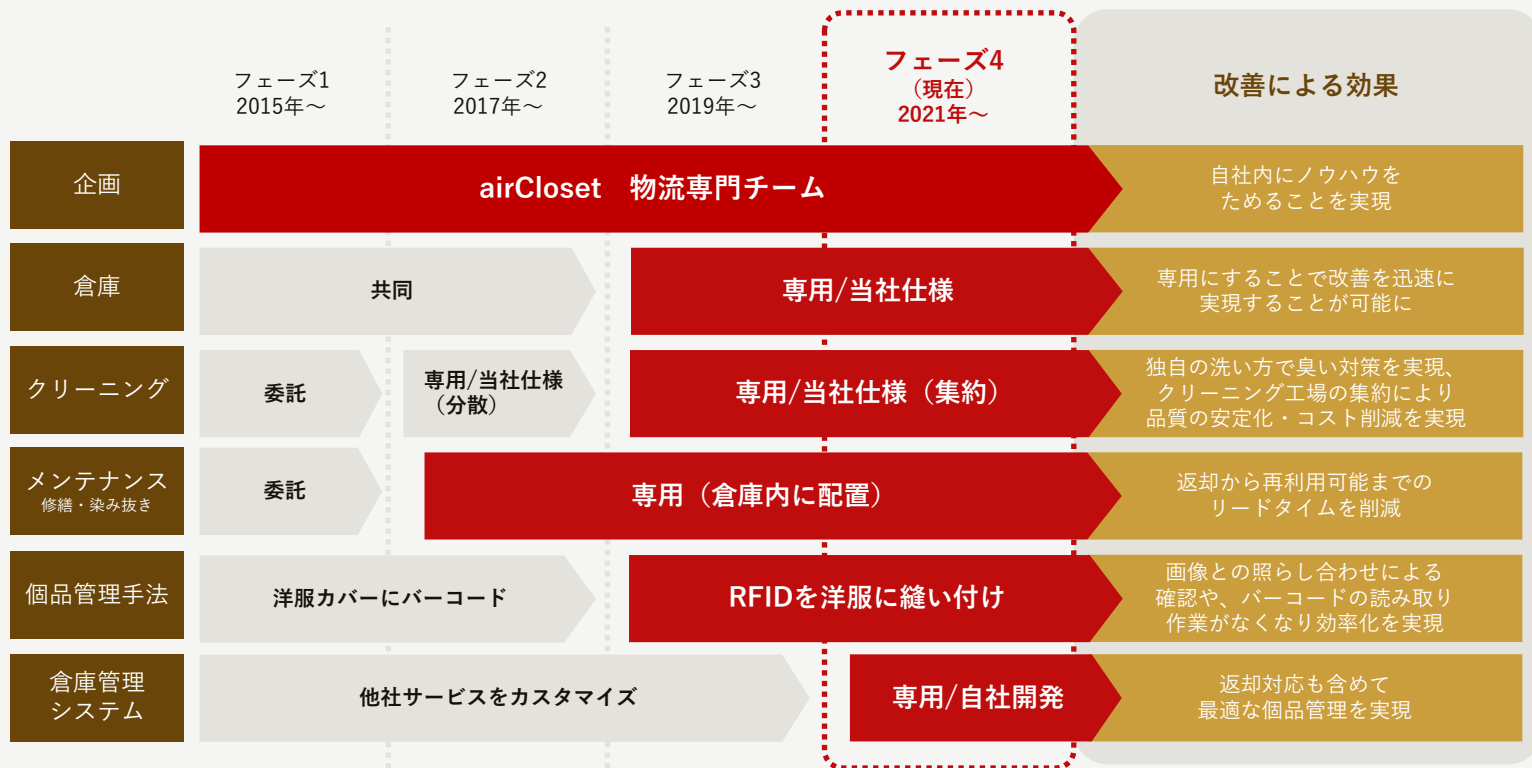 フェーズ1
2015年～
フェーズ2
2017年～
フェーズ3
2019年～
フェーズ4
（現在）
2021年～
改善による効果
企画
airCloset　物流専門チーム
自社内にノウハウを
ためることを実現
倉庫
共同
専用/当社仕様
専用にすることで改善を迅速に
実現することが可能に
クリーニング
委託
専用/当社仕様
（分散）
専用/当社仕様（集約）
独自の洗い方で臭い対策を実現、
クリーニング工場の集約により
品質の安定化・コスト削減を実現
メンテナンス
修繕・染み抜き
委託
専用（倉庫内に配置）
返却から再利用可能までの
リードタイムを削減
個品管理手法
洋服カバーにバーコード
RFIDを洋服に縫い付け
画像との照らし合わせによる
確認や、バーコードの読み取り
作業がなくなり効率化を実現
倉庫管理
システム
他社サービスをカスタマイズ
専用/自社開発
返却対応も含めて
最適な個品管理を実現